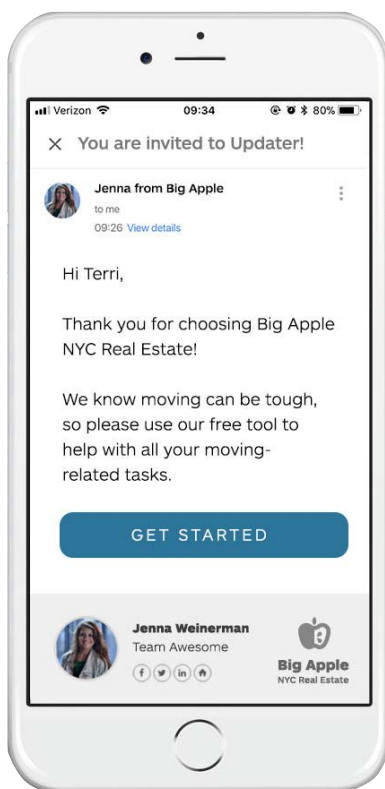 Verizon 09:34 80%
You are invited to Updater!
Jenna from Big Apple
to me
09:26 View details
Hi Terri,
Thank you for choosing Big Apple
NYC Real Estate!
We know moving can be tough,
so please use our free tool to
help with all your moving-
related tasks.
GET STARTED
Jenna Weinerman
Team Awesome
Big Apple
NYC Real Estate